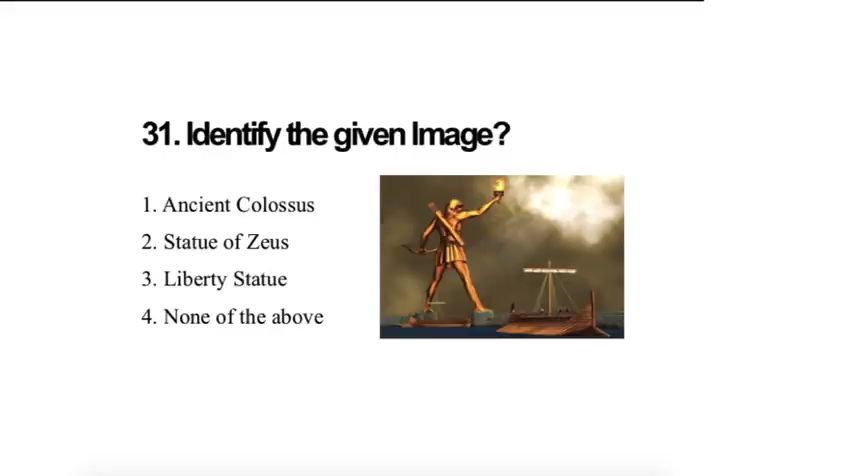 31. Identify the given Image?
1. Ancient Colossus
2. Statue of Zeus
3. Liberty Statue
4. None of the above